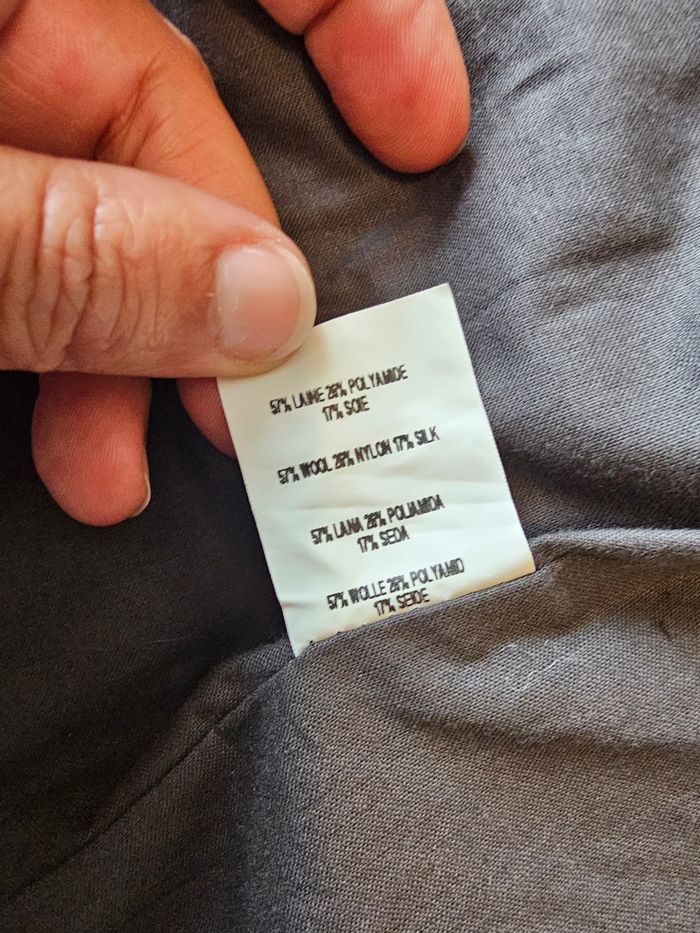 57% LAINE 26% POLYAMIDE
17% SOIE
57% WOOL 26% NYLON 17% SILK
57% LANA 26% POLIAMIDA
17% SEDA
57% WOLLE 26% POLYAMID
17% SEIDE